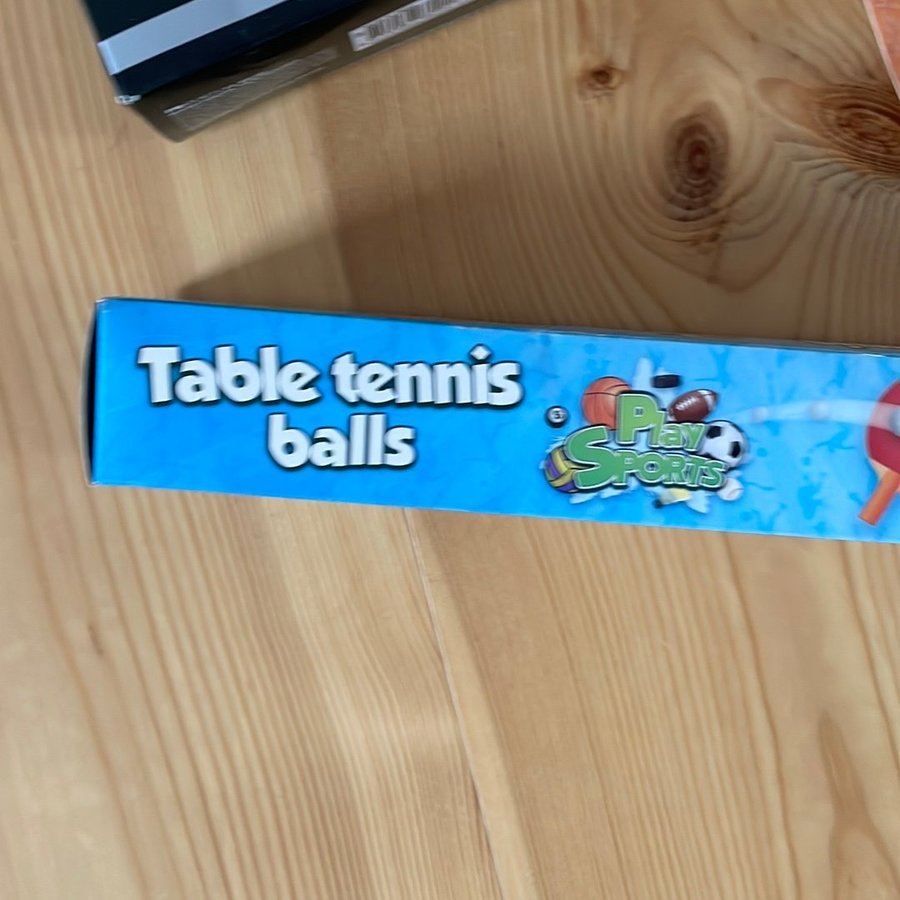 Table tennis
balls
Play
SPORTS